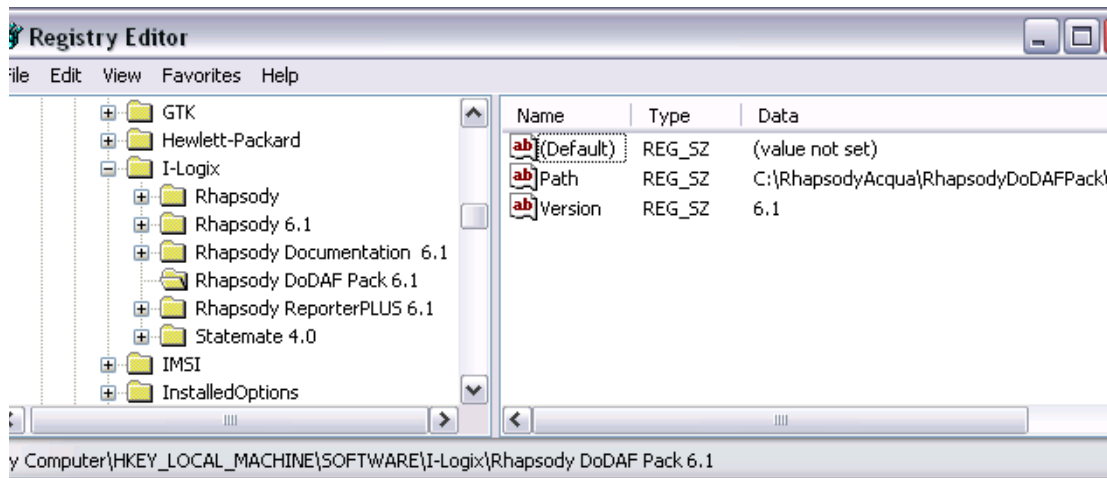 Registry Editor
File Edit View Favorites Help
GTK
Hewlett-Packard
I-Logix
Rhapsody
Rhapsody 6.1
Rhapsody Documentation 6.1
Rhapsody DoDAF Pack 6.1
Rhapsody ReporterPLUS 6.1
Statemate 4.0
IMSI
InstalledOptions
Name Type Data
ab (Default) REG_SZ (value not set)
ab Path REG_SZ C:\RhapsodyAcqua\RhapsodyDoDAFPack\
ab Version REG_SZ 6.1
y Computer\HKEY_LOCAL_MACHINE\SOFTWARE\I-Logix\Rhapsody DoDAF Pack 6.1